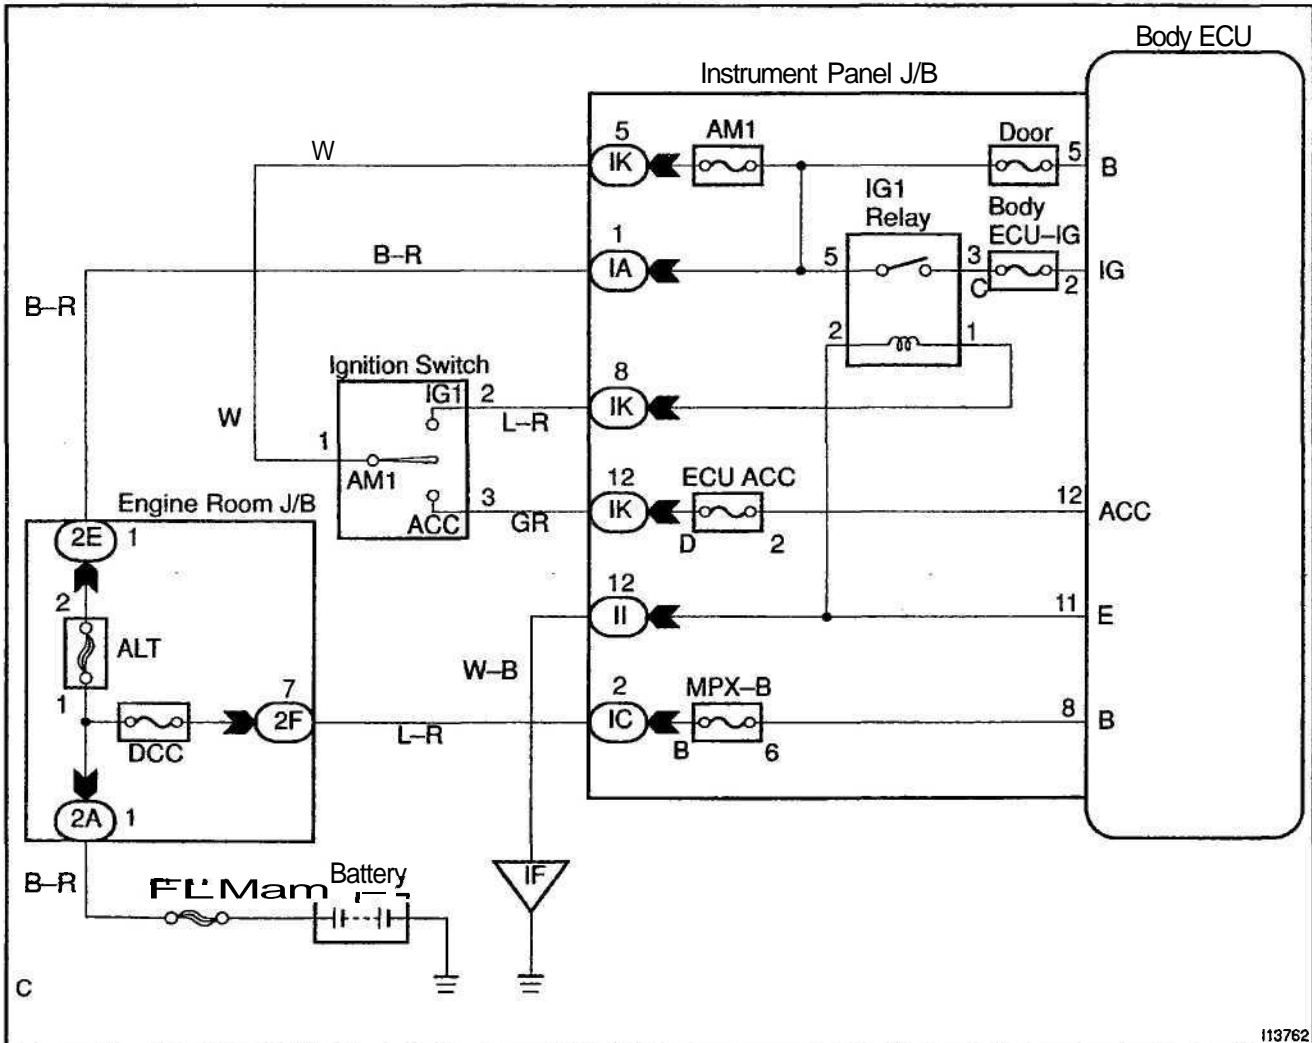 Body ECU
Instrument Panel J/B
5
AM1
Door
W
IK
5
B
IG1
Relay
Body
ECU–IG
1
B–R
IA
5
3
C
2
IG
B–R
2
1
Ignition Switch
8
IG1
2
IK
W
L–R
1
AM1
12
ECU ACC
12
3
IK
ACC
ACC
GR
D
2
Engine Room J/B
2E
1
12
2
II
11
E
ALT
W–B
1
7
2
MPX–B
2F
IC
8
B
L–R
B
6
DCC
2A
1
B–R
FL Mam
Battery
IF
C
I13762